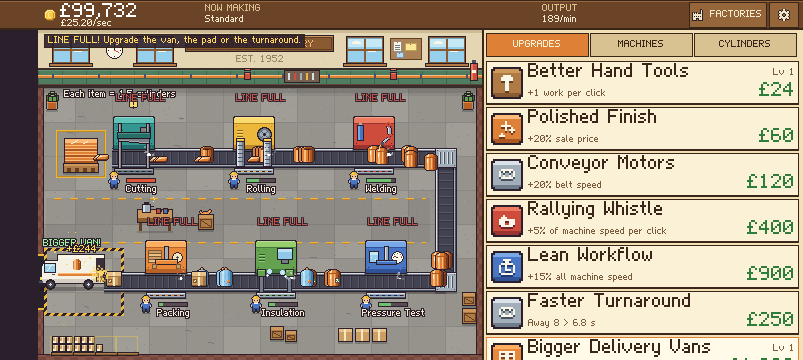 £99,732
£25.20/sec
NOW MAKING
Standard
OUTPUT
189/min
FACTORIES
LINE FULL! Upgrade the van, the pad or the turnaround.
EST. 1952
UPGRADES
MACHINES
CYLINDERS
Each item =
LINE FULL
LINE FULL
LINE FULL
Cutting
Rolling
Welding
LINE FULL
LINE FULL
LINE FULL
BIGGER VAN!
+£244
Packing
Insulation
Pressure Test
Better Hand Tools
Lv 1
+1 work per click
£24
Polished Finish
+20% sale price
£60
Conveyor Motors
+20% belt speed
£120
Rallying Whistle
+5% of machine speed per click
£400
Lean Workflow
+15% all machine speed
£900
Faster Turnaround
Away 8 > 6.8 s
£250
Bigger Delivery Vans
Lv 1